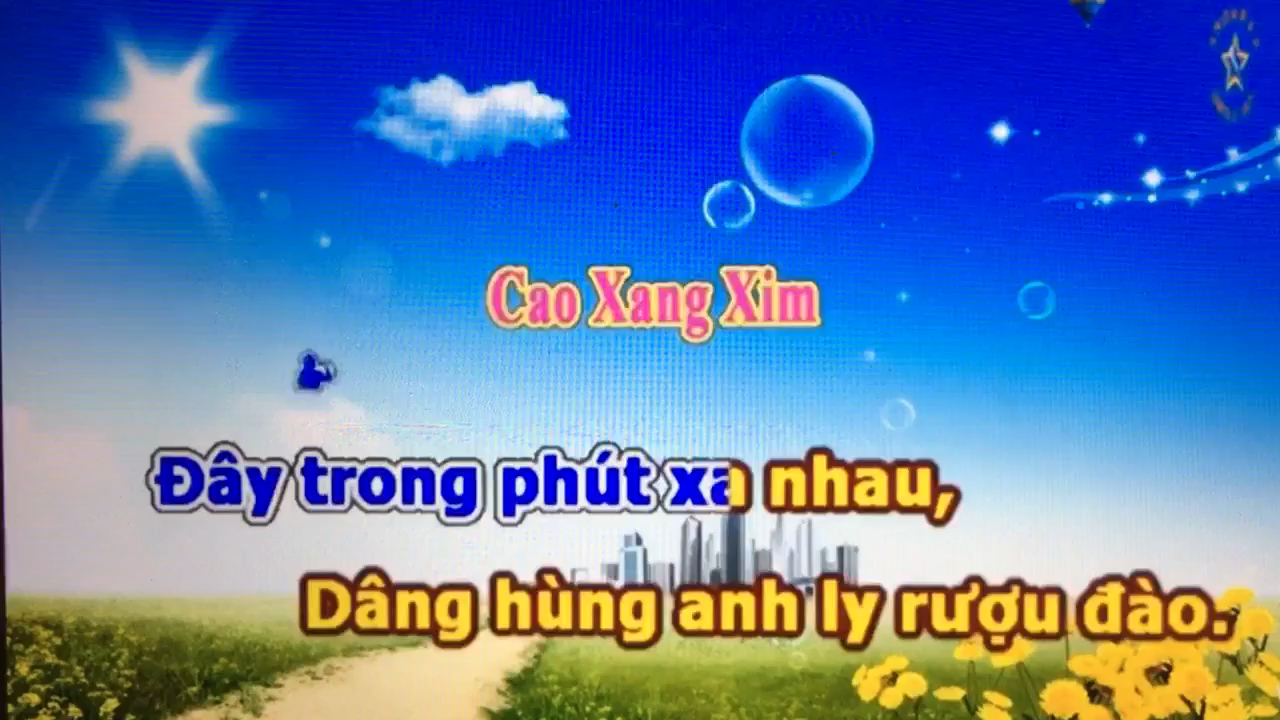 Cao Xang Xim
Đây trong phút xa nhau,
Dâng hùng anh ly rượu đào.